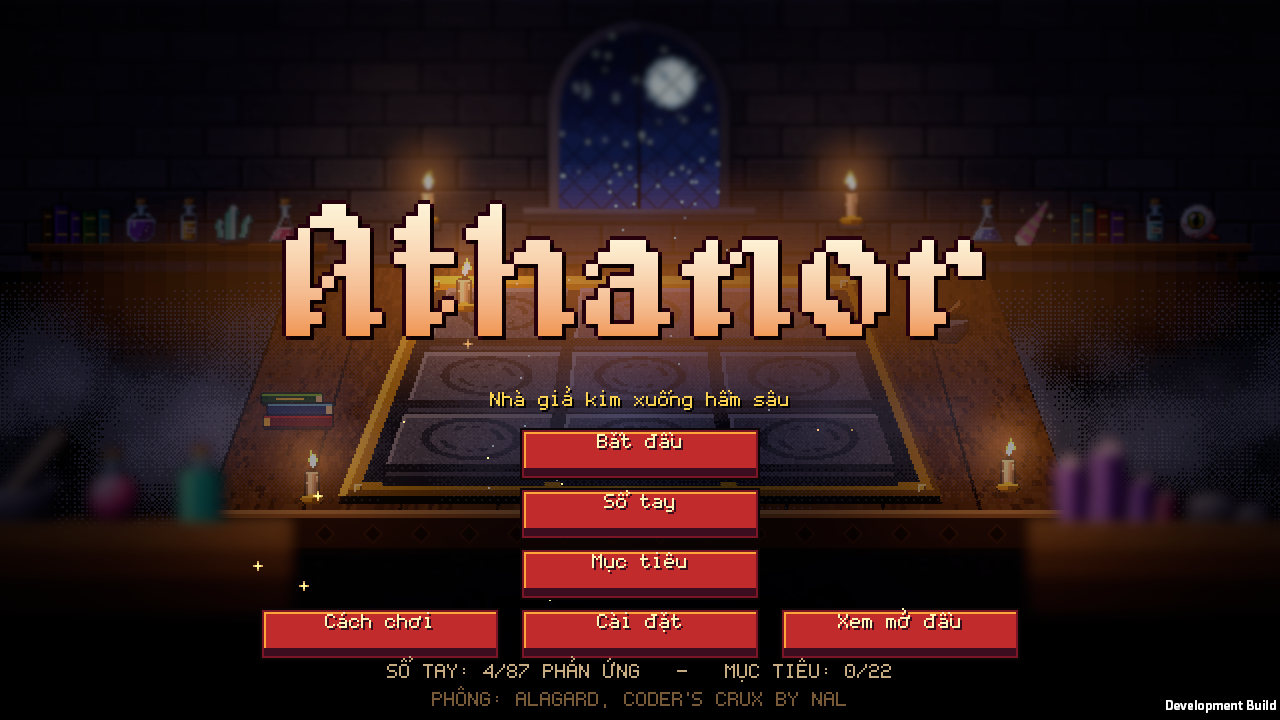 Athanor
Nhà giả kim xuống hầm sâu
Bắt đầu
Sổ tay
Mục tiêu
Cách chơi
Cài đặt
Xem mở đầu
SỔ TAY: 4/87 PHẢN ỨNG – MỤC TIÊU: 0/22
PHÔNG: ALAGARD, CODER'S CRUX BY NAL
Development Build